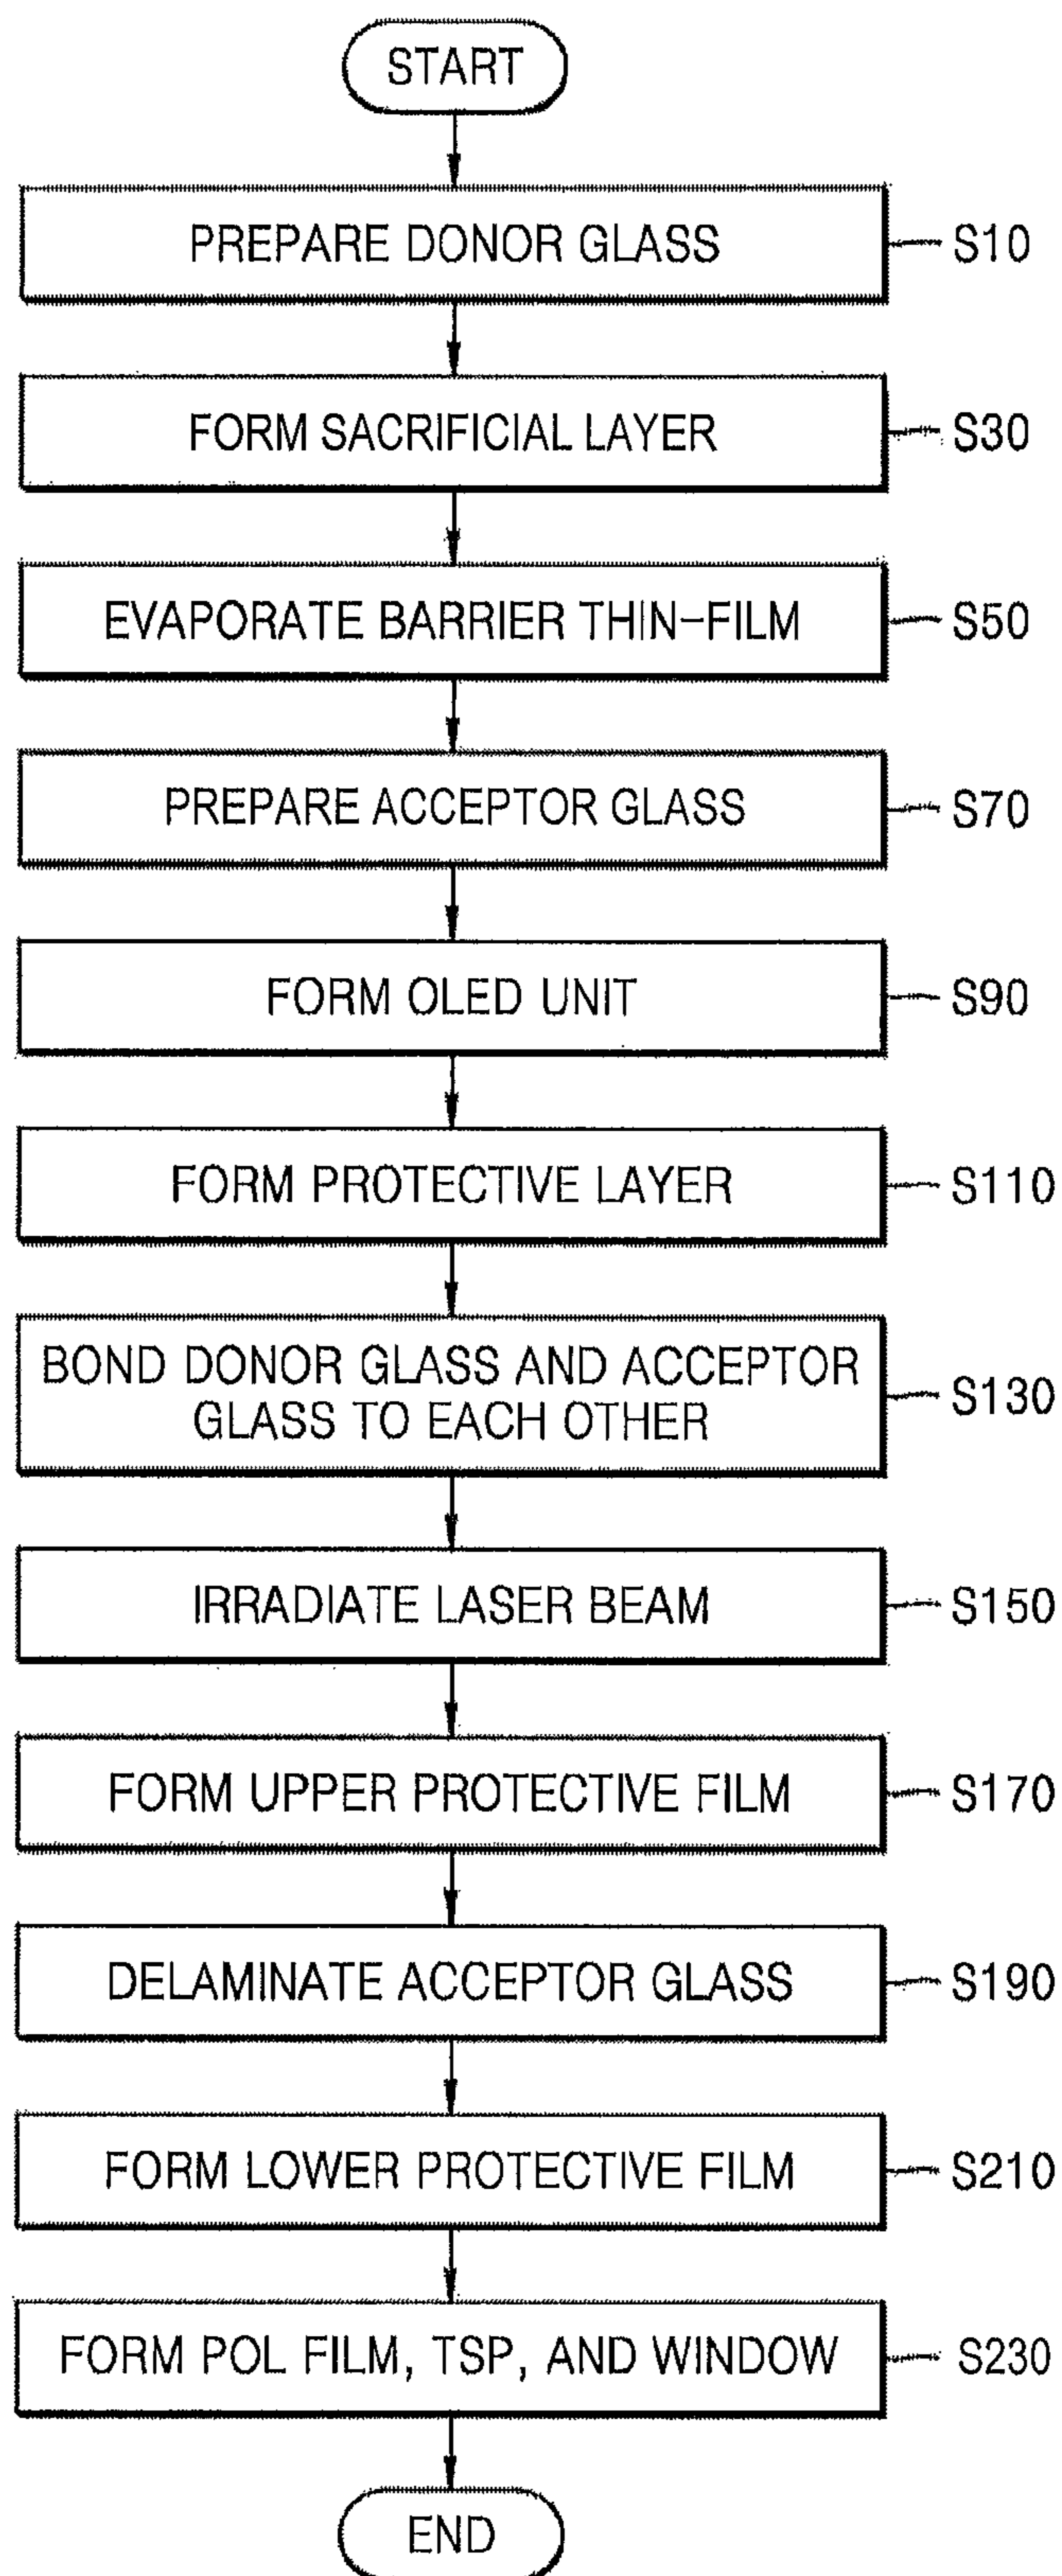 START
PREPARE DONOR GLASS
S10
FORM SACRIFICIAL LAYER
S30
EVAPORATE BARRIER THIN-FILM
S50
PREPARE ACCEPTOR GLASS
S70
FORM OLED UNIT
S90
FORM PROTECTIVE LAYER
S110
BOND DONOR GLASS AND ACCEPTOR
GLASS TO EACH OTHER
S130
IRRADIATE LASER BEAM
S150
FORM UPPER PROTECTIVE FILM
S170
DELAMINATE ACCEPTOR GLASS
S190
FORM LOWER PROTECTIVE FILM
S210
FORM POL FILM, TSP, AND WINDOW
S230
END